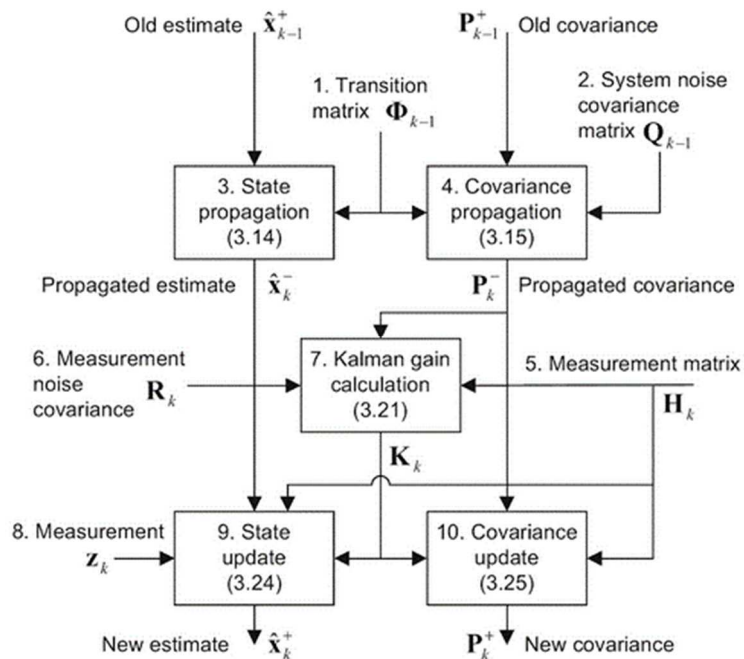 Old estimate x̂⁺ₖ₋₁
P⁺ₖ₋₁ Old covariance
1. Transition
matrix Φₖ₋₁
2. System noise
covariance
matrix Qₖ₋₁
3. State
propagation
(3.14)
4. Covariance
propagation
(3.15)
Propagated estimate x̂⁻ₖ
P⁻ₖ Propagated covariance
6. Measurement
noise
covariance Rₖ
7. Kalman gain
calculation
(3.21)
5. Measurement matrix
Hₖ
Kₖ
8. Measurement
zₖ
9. State
update
(3.24)
10. Covariance
update
(3.25)
New estimate x̂⁺ₖ
P⁺ₖ New covariance